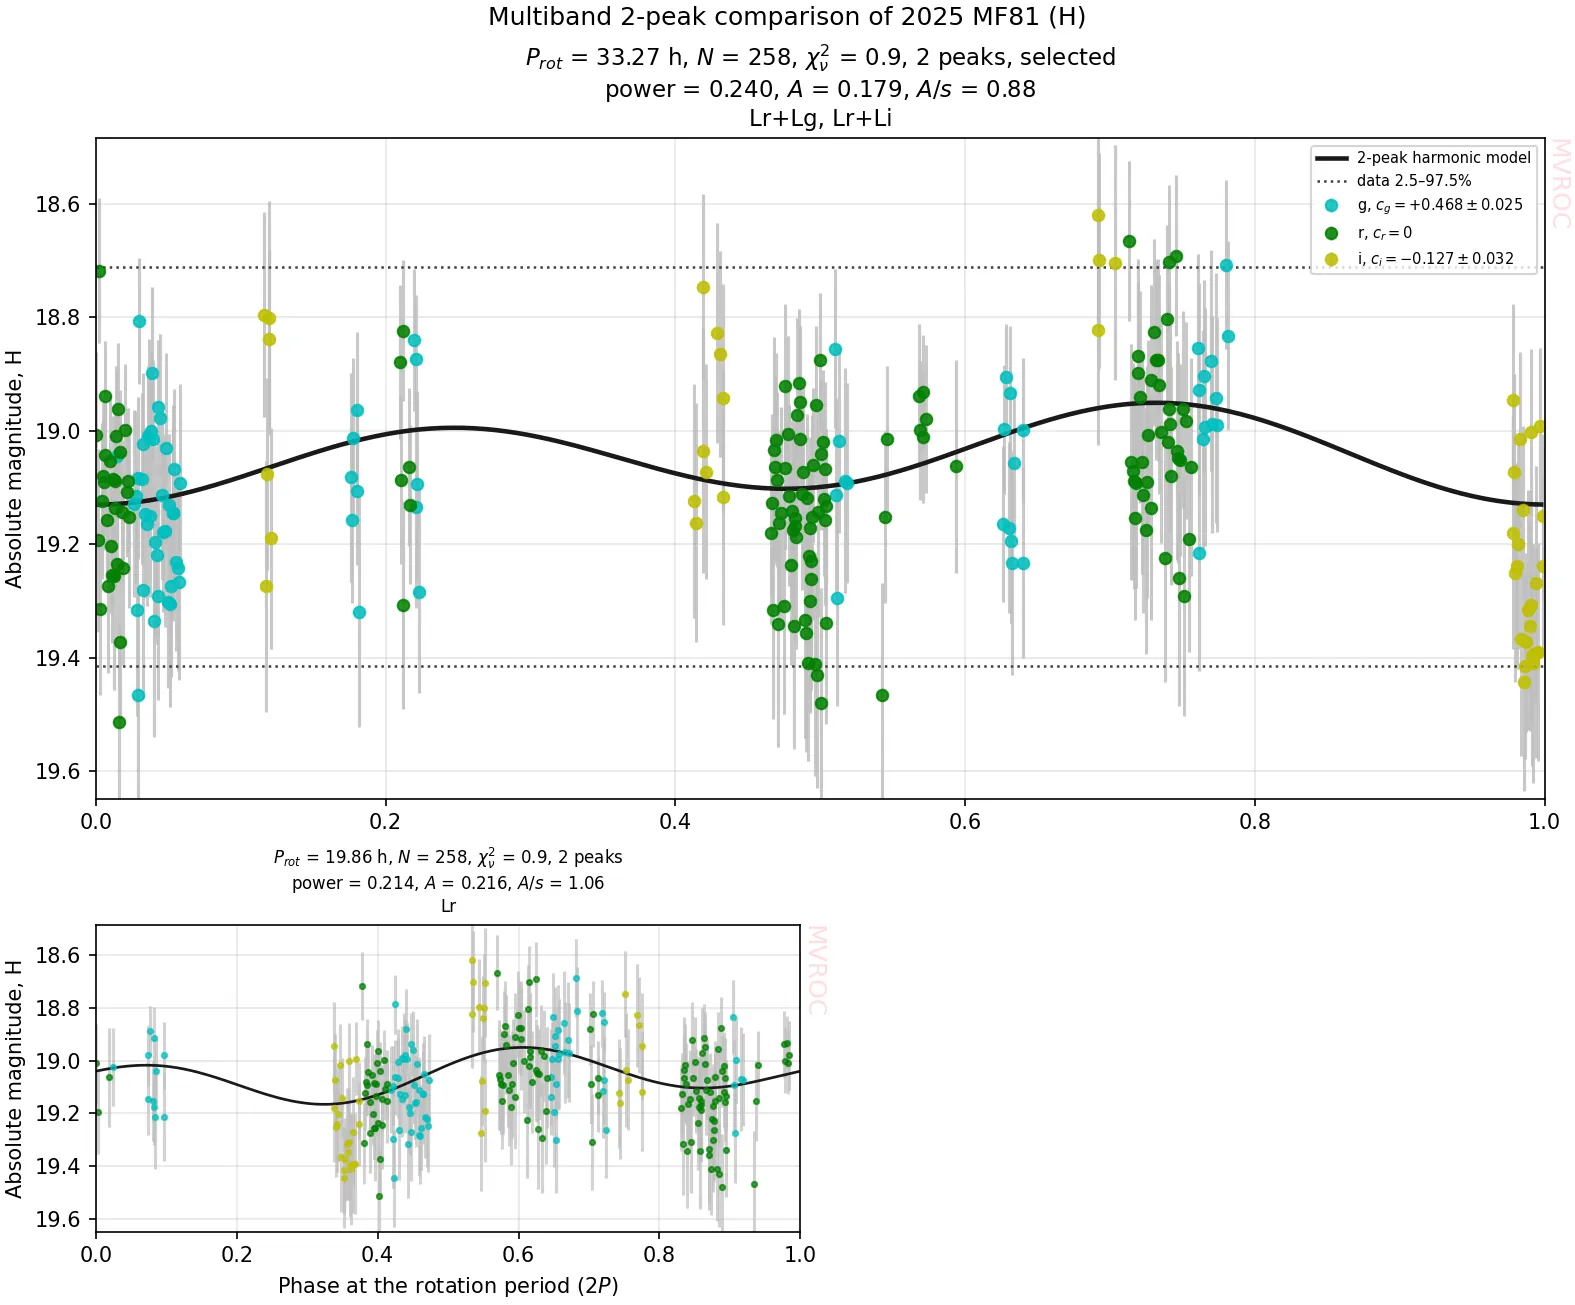 Multiband 2-peak comparison of 2025 MF81 (H)
P_rot = 33.27 h, N = 258, χ²_ν = 0.9, 2 peaks, selected
power = 0.240, A = 0.179, A/s = 0.88
Lr+Lg, Lr+Li
MVROC
2-peak harmonic model
data 2.5–97.5%
g, c_g = +0.468 ± 0.025
r, c_r = 0
i, c_i = −0.127 ± 0.032
Absolute magnitude, H
18.6
18.8
19.0
19.2
19.4
19.6
0.0 0.2 0.4 0.6 0.8 1.0
P_rot = 19.86 h, N = 258, χ²_ν = 0.9, 2 peaks
power = 0.214, A = 0.216, A/s = 1.06
Lr
MVROC
Absolute magnitude, H
18.6
18.8
19.0
19.2
19.4
19.6
0.0 0.2 0.4 0.6 0.8 1.0
Phase at the rotation period (2P)